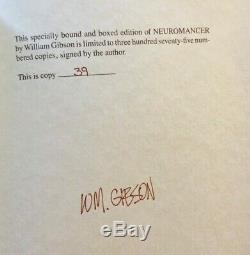 This specially bound and boxed edition of NEUROMANCER
by William Gibson is limited to three hundred seventy-five num-
bered copies, signed by the author.
This is copy 39
WM. GIBSON